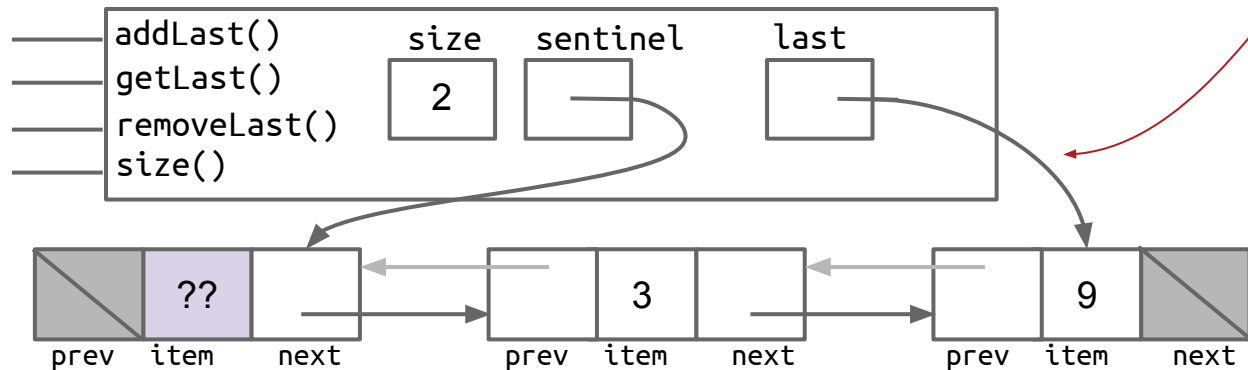 addLast()
size sentinel last
getLast()
2
removeLast()
size()
?? 3 9
prev item next prev item next prev item next